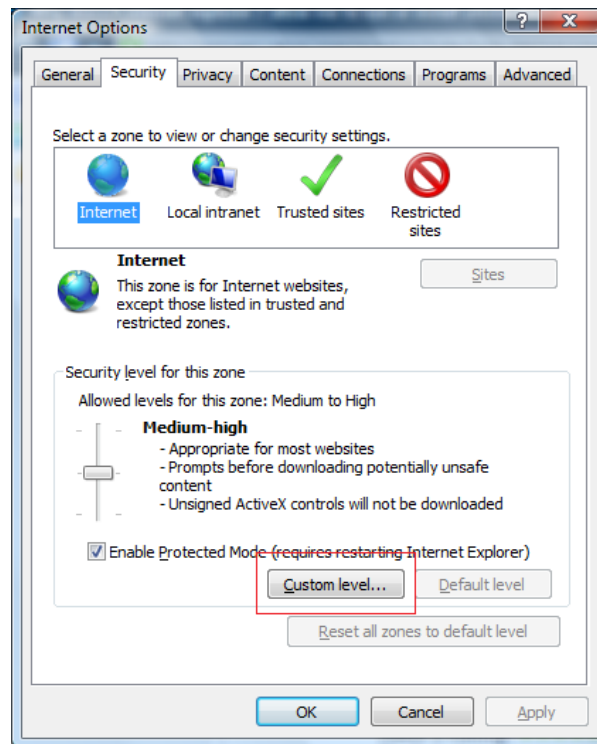 Internet Options
General Security Privacy Content Connections Programs Advanced
Select a zone to view or change security settings.
Internet Local intranet Trusted sites Restricted
sites
Internet
This zone is for Internet websites,
except those listed in trusted and
restricted zones.
Sites
Security level for this zone
Allowed levels for this zone: Medium to High
Medium-high
- Appropriate for most websites
- Prompts before downloading potentially unsafe
content
- Unsigned ActiveX controls will not be downloaded
Enable Protected Mode (requires restarting Internet Explorer)
Custom level... Default level
Reset all zones to default level
OK Cancel Apply